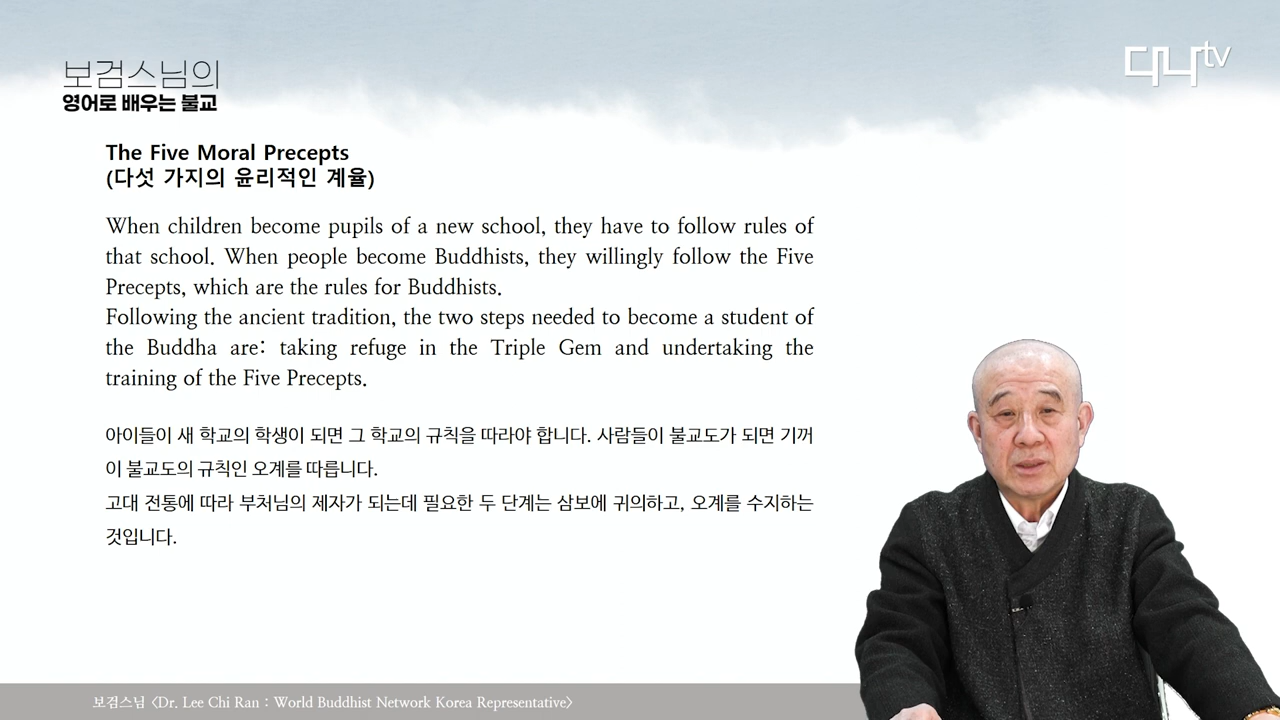 보검스님의
영어로 배우는 불교
디나tv
The Five Moral Precepts
(다섯 가지의 윤리적인 계율)
When children become pupils of a new school, they have to follow rules of
that school. When people become Buddhists, they willingly follow the Five
Precepts, which are the rules for Buddhists.
Following the ancient tradition, the two steps needed to become a student of
the Buddha are: taking refuge in the Triple Gem and undertaking the
training of the Five Precepts.
아이들이 새 학교의 학생이 되면 그 학교의 규칙을 따라야 합니다. 사람들이 불교도가 되면 기꺼
이 불교도의 규칙인 오계를 따릅니다.
고대 전통에 따라 부처님의 제자가 되는데 필요한 두 단계는 삼보에 귀의하고, 오계를 수지하는
것입니다.
보검스님 <Dr. Lee Chi Ran : World Buddhist Network Korea Representative>